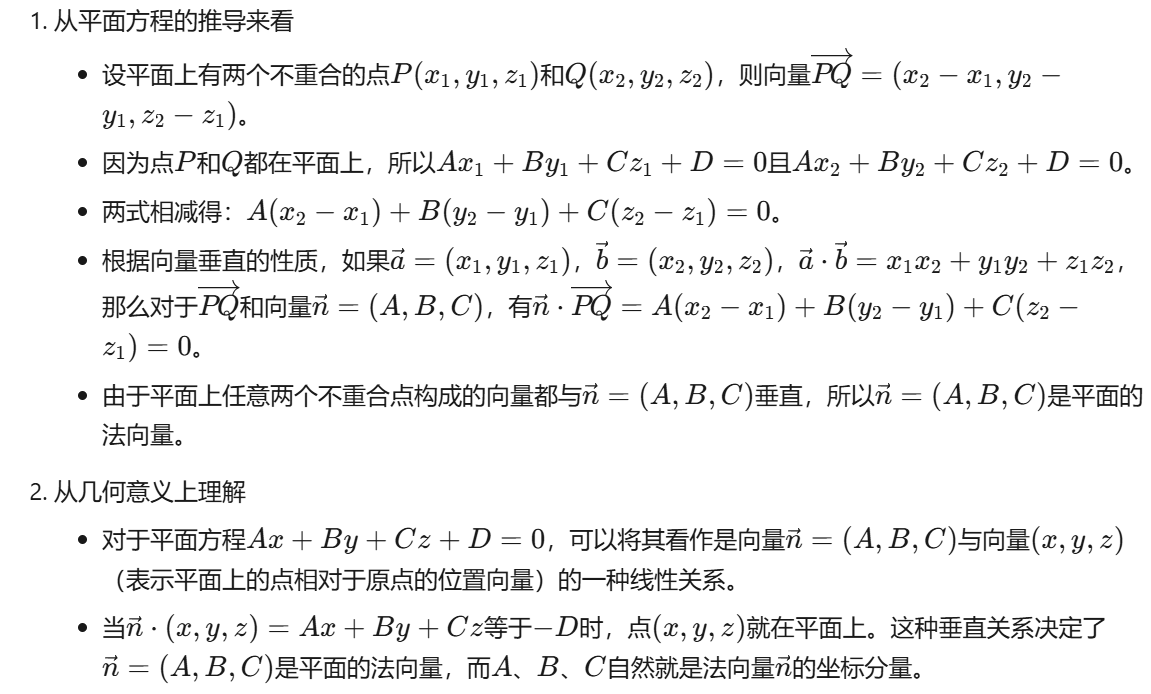 1. 从平面方程的推导来看
• 设平面上有两个不重合的点$P(x_1, y_1, z_1)$和$Q(x_2, y_2, z_2)$，则向量$\overrightarrow{PQ} = (x_2 - x_1, y_2 -$
$y_1, z_2 - z_1)$。
• 因为点$P$和$Q$都在平面上，所以$Ax_1 + By_1 + Cz_1 + D = 0$且$Ax_2 + By_2 + Cz_2 + D = 0$。
• 两式相减得：$A(x_2 - x_1) + B(y_2 - y_1) + C(z_2 - z_1) = 0$。
• 根据向量垂直的性质，如果$\vec{a} = (x_1, y_1, z_1)$，$\vec{b} = (x_2, y_2, z_2)$，$\vec{a} \cdot \vec{b} = x_1x_2 + y_1y_2 + z_1z_2$，
那么对于$\overrightarrow{PQ}$和向量$\vec{n} = (A, B, C)$，有$\vec{n} \cdot \overrightarrow{PQ} = A(x_2 - x_1) + B(y_2 - y_1) + C(z_2 -$
$z_1) = 0$。
• 由于平面上任意两个不重合点构成的向量都与$\vec{n} = (A, B, C)$垂直，所以$\vec{n} = (A, B, C)$是平面的
法向量。
2. 从几何意义上理解
• 对于平面方程$Ax + By + Cz + D = 0$，可以将其看作是向量$\vec{n} = (A, B, C)$与向量$(x, y, z)$
（表示平面上的点相对于原点的位置向量）的一种线性关系。
• 当$\vec{n} \cdot (x, y, z) = Ax + By + Cz$等于$-D$时，点$(x, y, z)$就在平面上。这种垂直关系决定了
$\vec{n} = (A, B, C)$是平面的法向量，而$A$、$B$、$C$自然就是法向量$\vec{n}$的坐标分量。